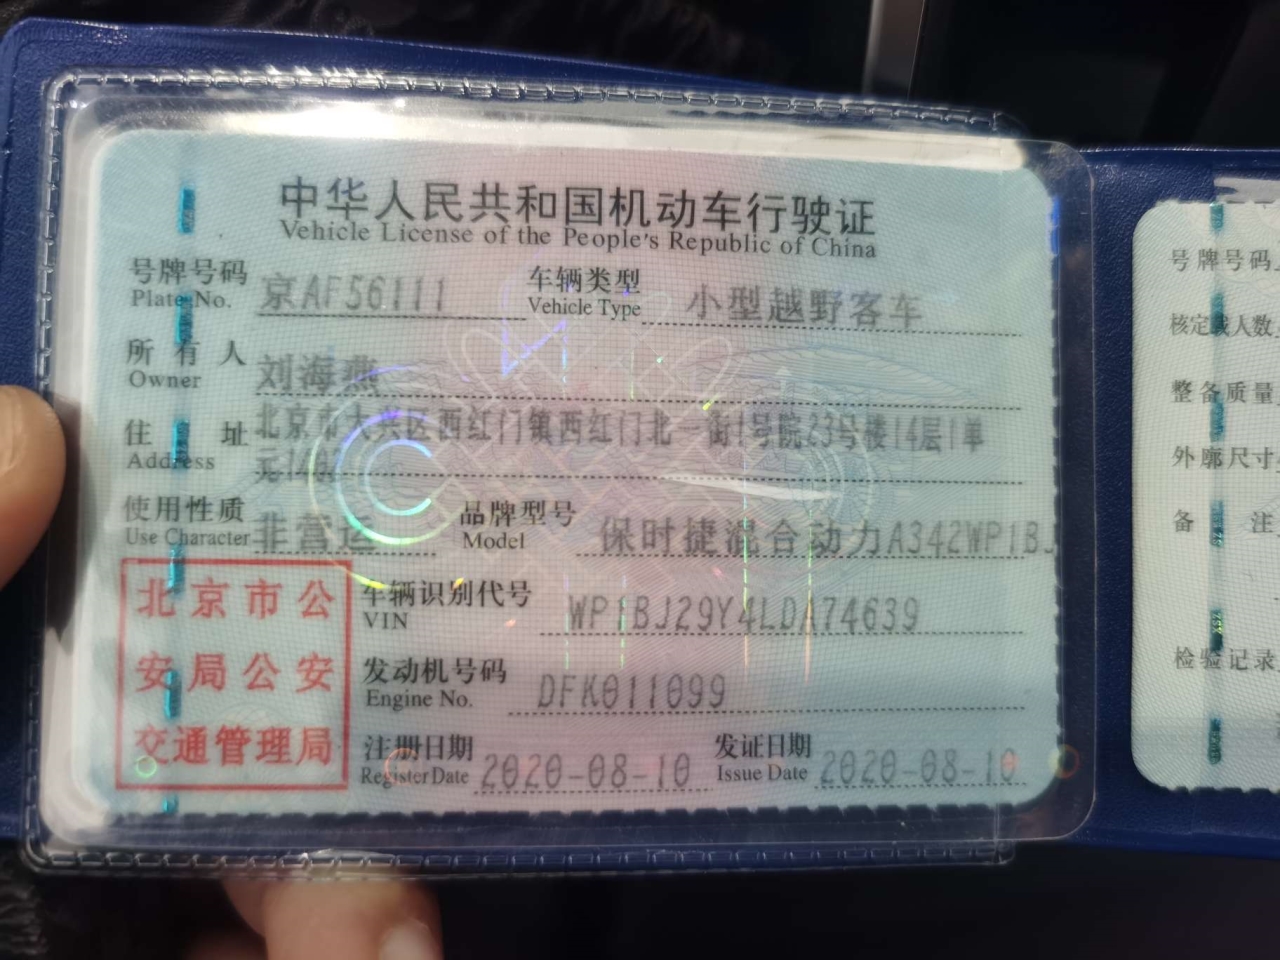 中华人民共和国机动车行驶证
Vehicle License of the People's Republic of China
号牌号码 京AF56111 车辆类型 小型越野客车
Plate No. Vehicle Type
所有人 刘海燕
Owner
住址 北京市大兴区西红门镇西红门北一街1号院23号楼14层1单
Address 元140
使用性质 非营运 品牌型号 保时捷混合动力A342WP1BJ
Use Character Model
北京市公
安局公安
交通管理局
车辆识别代号 WP1BJ29Y4LDA74639
VIN
发动机号码 DFK011099
Engine No.
注册日期 2020-08-10 发证日期 2020-08-10
Register Date Issue Date
号牌号码
核定载人数
整备质量
外廓尺寸
备注
检验记录